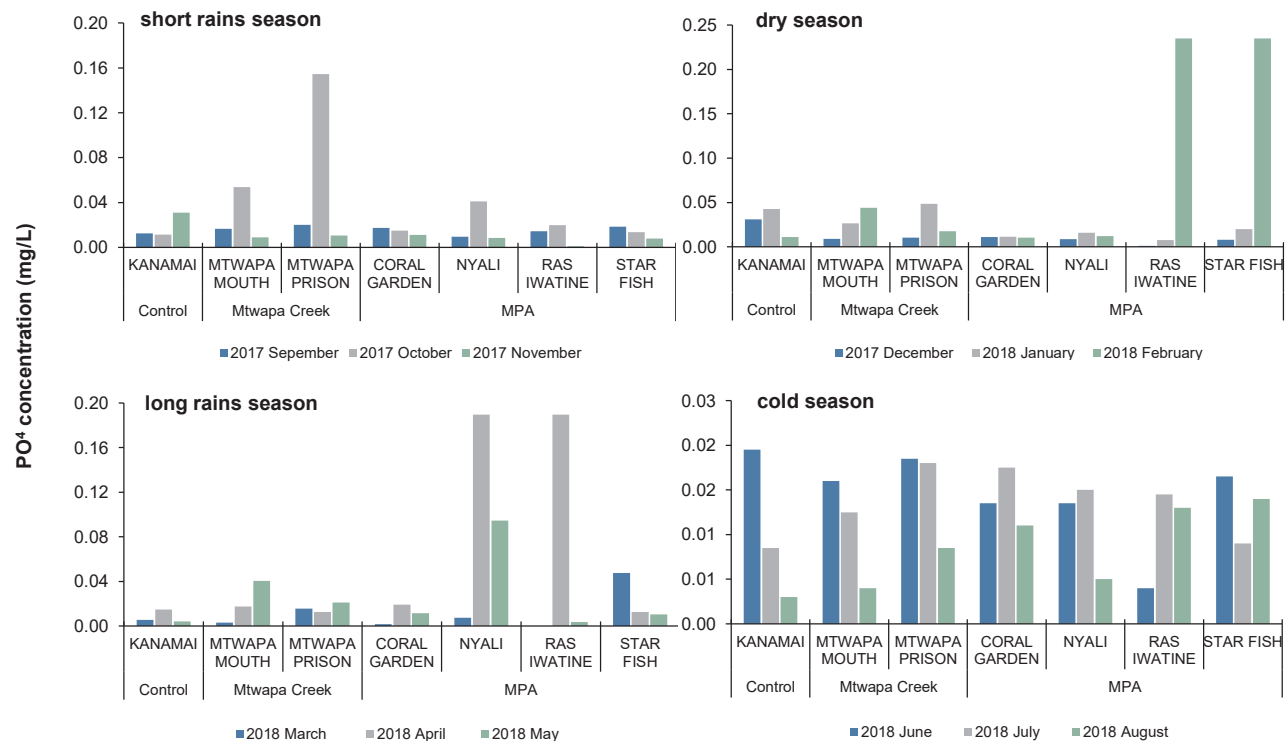 PO⁴ concentration (mg/L)
short rains season
0.20
0.16
0.12
0.08
0.04
0.00
KANAMAI
MTWAPA MOUTH
MTWAPA PRISON
CORAL GARDEN
NYALI
RAS IWATINE
STAR FISH
Control
Mtwapa Creek
MPA
2017 Sepember 2017 October 2017 November
dry season
0.25
0.20
0.15
0.10
0.05
0.00
KANAMAI
MTWAPA MOUTH
MTWAPA PRISON
CORAL GARDEN
NYALI
RAS IWATINE
STAR FISH
Control
Mtwapa Creek
MPA
2017 December 2018 January 2018 February
long rains season
0.20
0.16
0.12
0.08
0.04
0.00
KANAMAI
MTWAPA MOUTH
MTWAPA PRISON
CORAL GARDEN
NYALI
RAS IWATINE
STAR FISH
Control
Mtwapa Creek
MPA
2018 March 2018 April 2018 May
cold season
0.03
0.02
0.02
0.01
0.01
0.00
KANAMAI
MTWAPA MOUTH
MTWAPA PRISON
CORAL GARDEN
NYALI
RAS IWATINE
STAR FISH
Control
Mtwapa Creek
MPA
2018 June 2018 July 2018 August